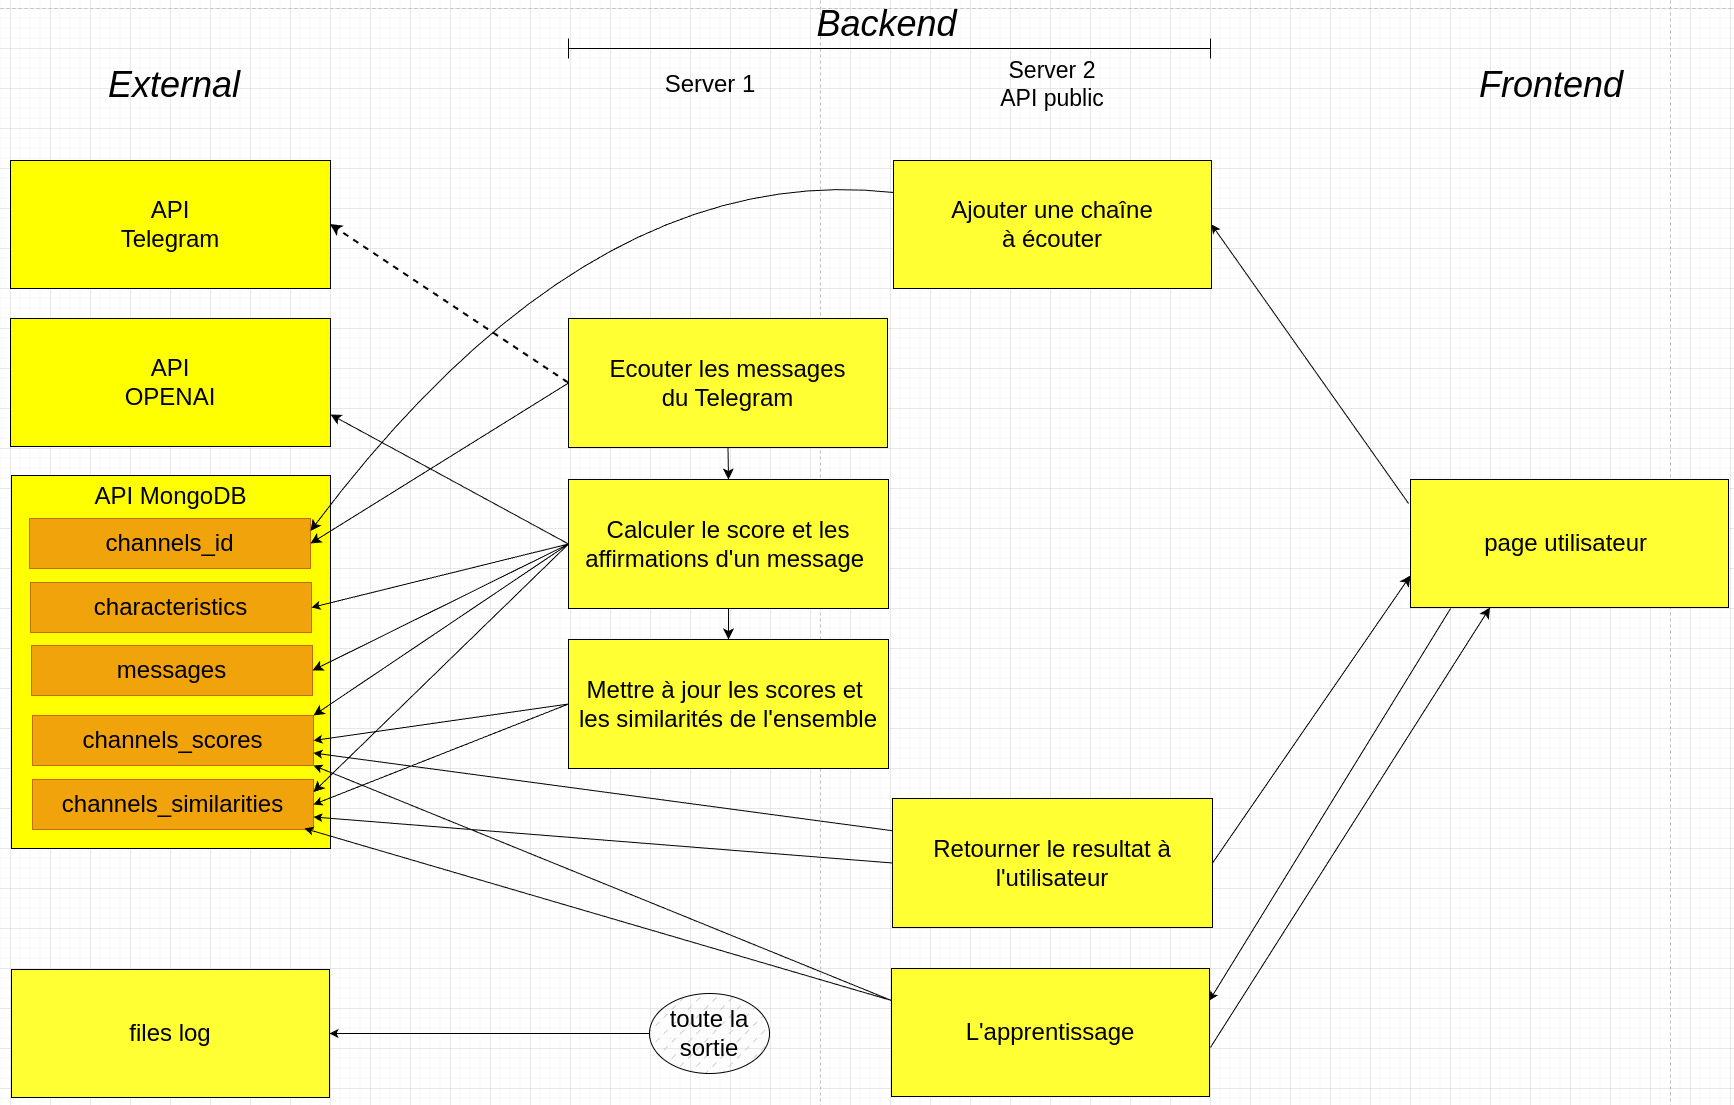 Backend
External
Server 1
Server 2
API public
Frontend
API
Telegram
Ajouter une chaîne
à écouter
API
OPENAI
Ecouter les messages
du Telegram
API MongoDB
channels_id
characteristics
messages
channels_scores
channels_similarities
Calculer le score et les
affirmations d'un message
page utilisateur
Mettre à jour les scores et
les similarités de l'ensemble
Retourner le resultat à
l'utilisateur
files log
toute la
sortie
L'apprentissage